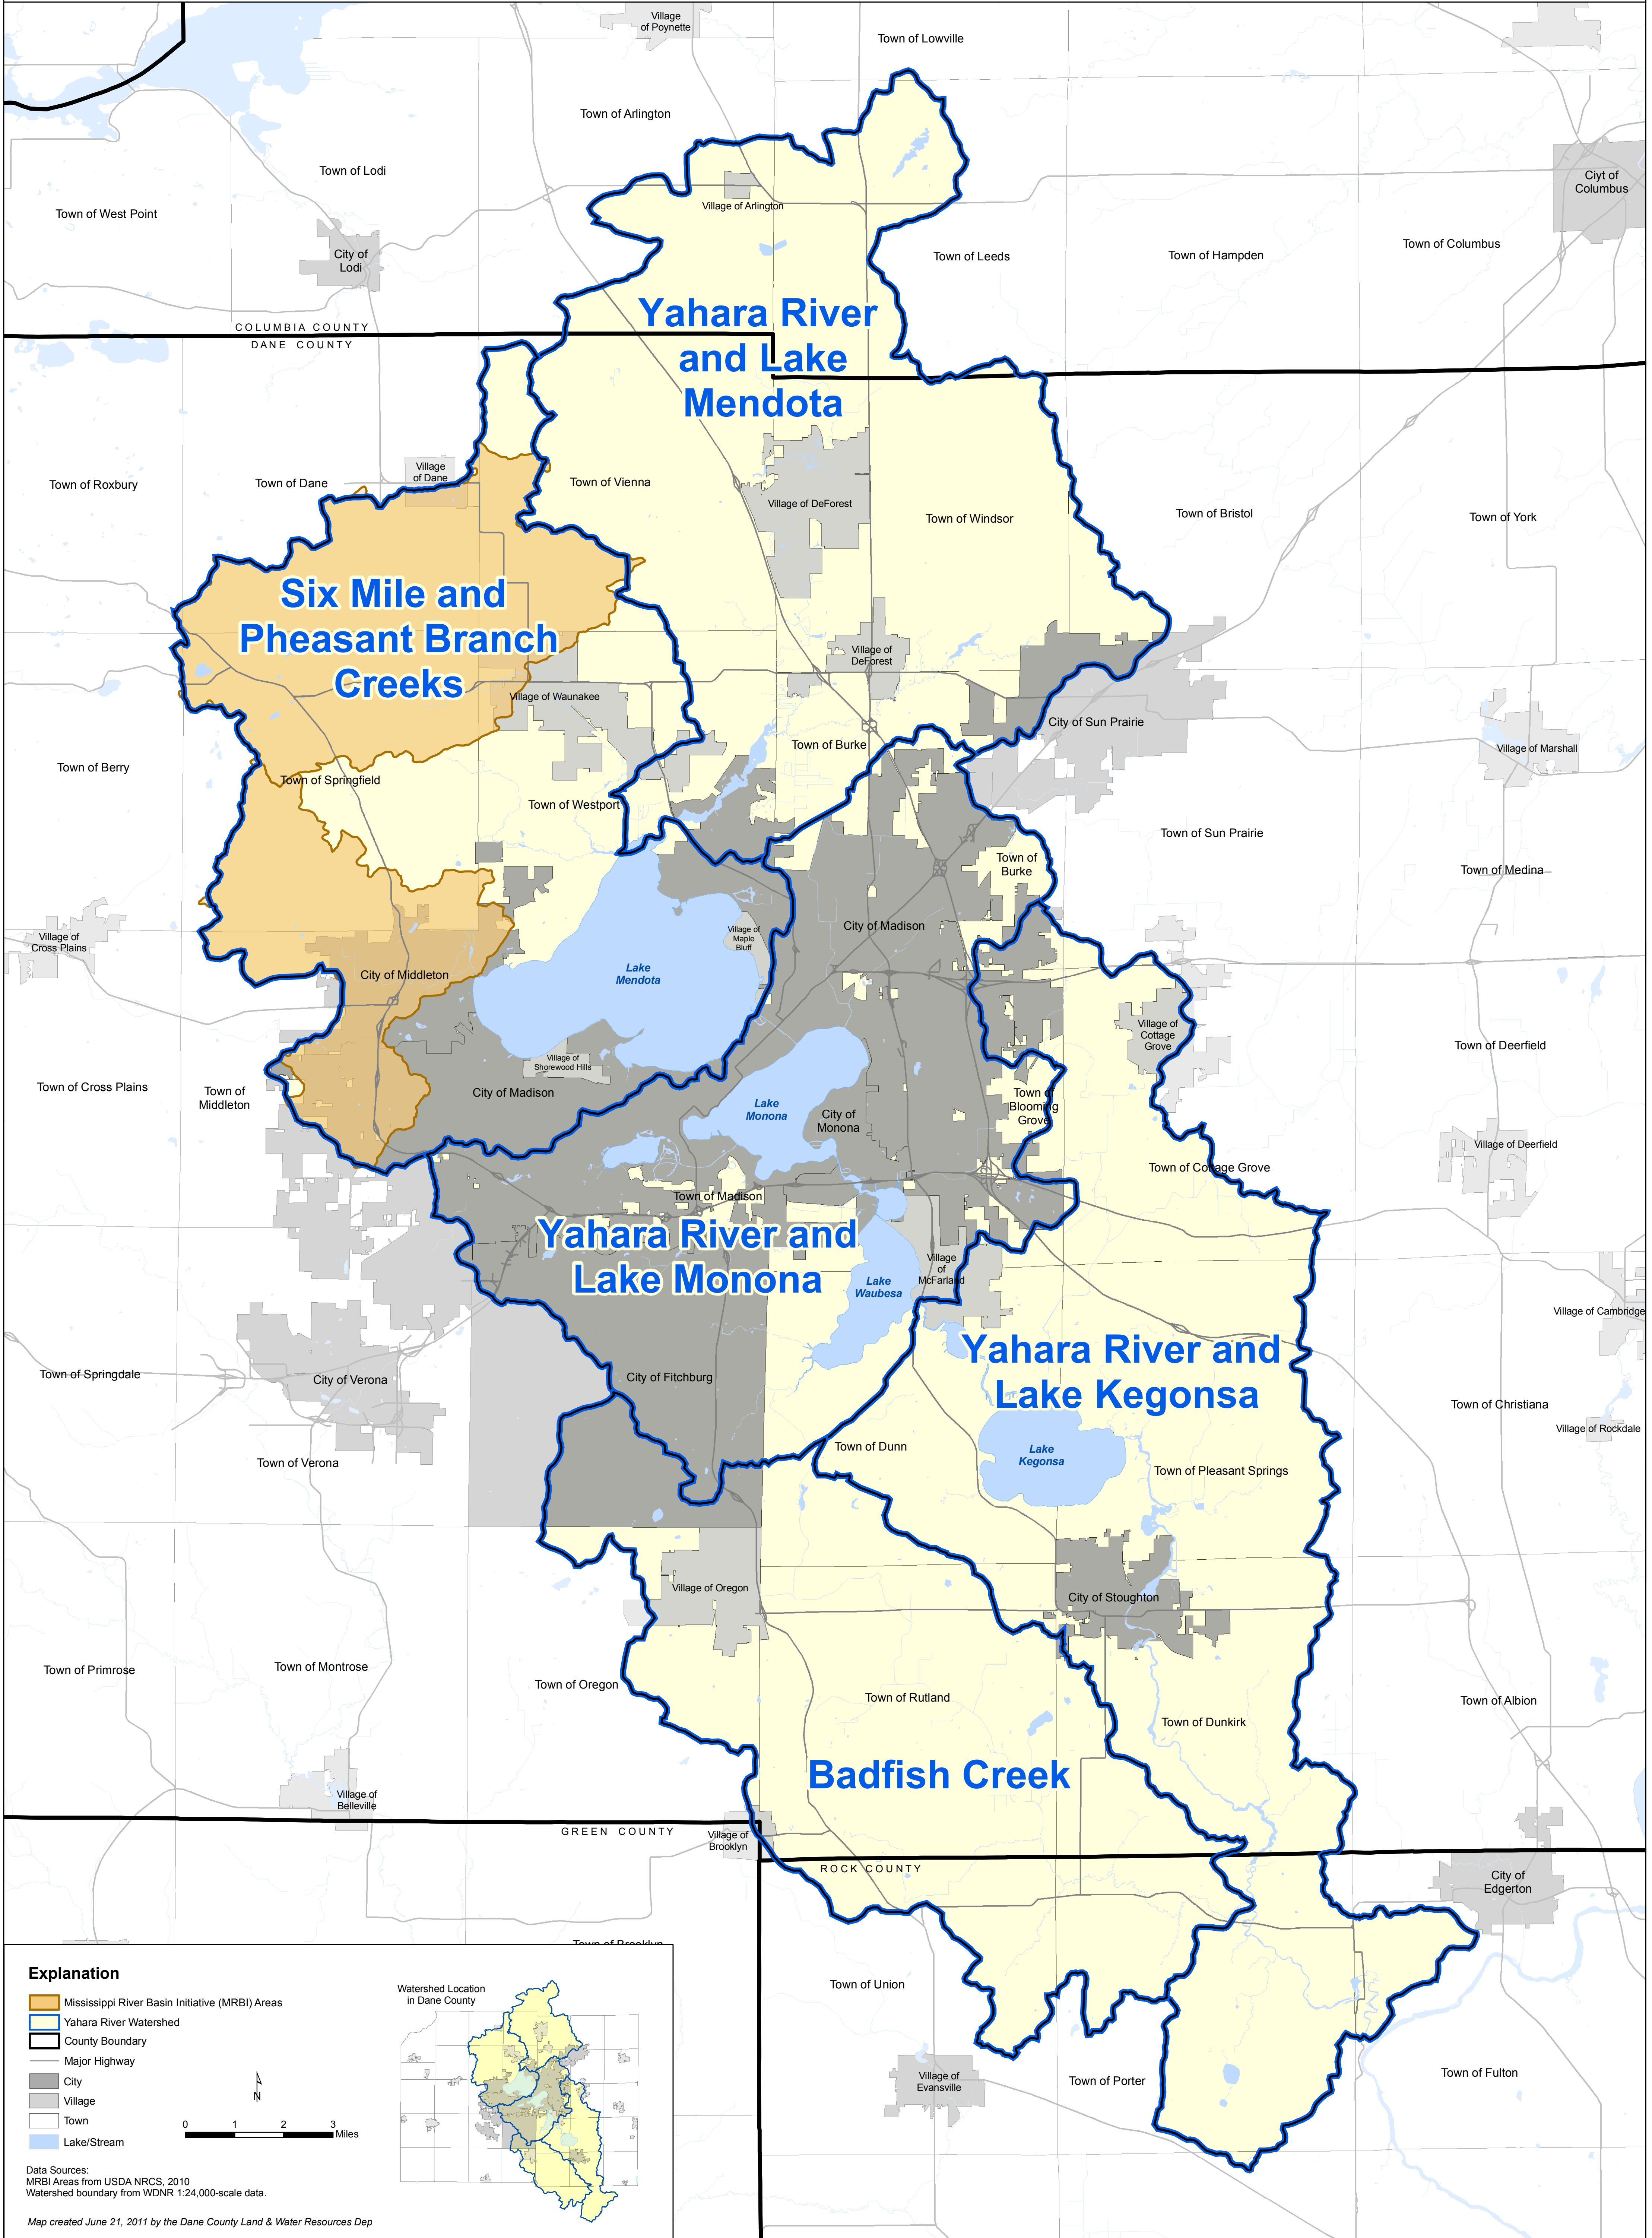 Village
of Poynette
Town of Lowville
Town of Arlington
Town of Lodi
Ciyt of
Columbus
Town of West Point
Village of Arlington
City of
Lodi
Town of Leeds
Town of Hampden
Town of Columbus
Yahara River
and Lake
Mendota
COLUMBIA COUNTY
DANE COUNTY
Village
of Dane
Town of Roxbury
Town of Dane
Town of Vienna
Village of DeForest
Town of Windsor
Town of Bristol
Town of York
Six Mile and
Pheasant Branch
Creeks
Village of
DeForest
Village of Waunakee
City of Sun Prairie
Town of Burke
Village of Marshall
Town of Berry
Town of Springfield
Town of Westport
Town of Sun Prairie
Town of
Burke
Town of Medina
Village of
Cross Plains
City of Madison
Village of
Maple
Bluff
City of Middleton
Lake
Mendota
Village of
Cottage
Grove
Town of Deerfield
Village of
Shorewood Hills
Town of Cross Plains
Town of
Middleton
City of Madison
Lake
Monona
City of
Monona
Town of
Blooming
Grove
Village of Deerfield
Town of Cottage Grove
Town of Madison
Yahara River and
Lake Monona
Village
of
McFarland
Lake
Waubesa
Village of Cambridge
Yahara River and
Lake Kegonsa
Town of Springdale
City of Verona
City of Fitchburg
Town of Christiana
Village of Rockdale
Town of Verona
Town of Dunn
Lake
Kegonsa
Town of Pleasant Springs
Village of Oregon
City of Stoughton
Town of Primrose
Town of Montrose
Town of Oregon
Town of Rutland
Town of Albion
Town of Dunkirk
Badfish Creek
Village of
Belleville
GREEN COUNTY
Village of
Brooklyn
ROCK COUNTY
City of
Edgerton
Town of Brooklyn
Town of Union
Village of
Evansville
Town of Porter
Town of Fulton
Explanation
Mississippi River Basin Initiative (MRBI) Areas
Yahara River Watershed
County Boundary
Major Highway
City
Village
Town
Lake/Stream
N
0 1 2 3
Miles
Watershed Location
in Dane County
Data Sources:
MRBI Areas from USDA NRCS, 2010
Watershed boundary from WDNR 1:24,000-scale data.
Map created June 21, 2011 by the Dane County Land & Water Resources Dep